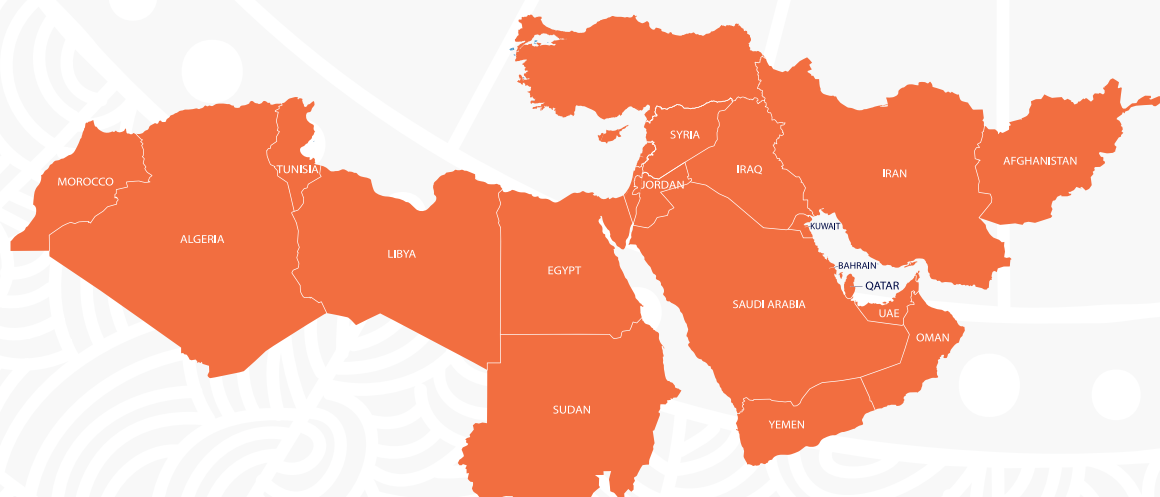 SYRIA
AFGHANISTAN
IRAQ
TUNISIA
IRAN
MOROCCO
JORDAN
KUWAIT
ALGERIA
LIBYA
BAHRAIN
EGYPT
QATAR
SAUDI ARABIA
UAE
OMAN
SUDAN
YEMEN